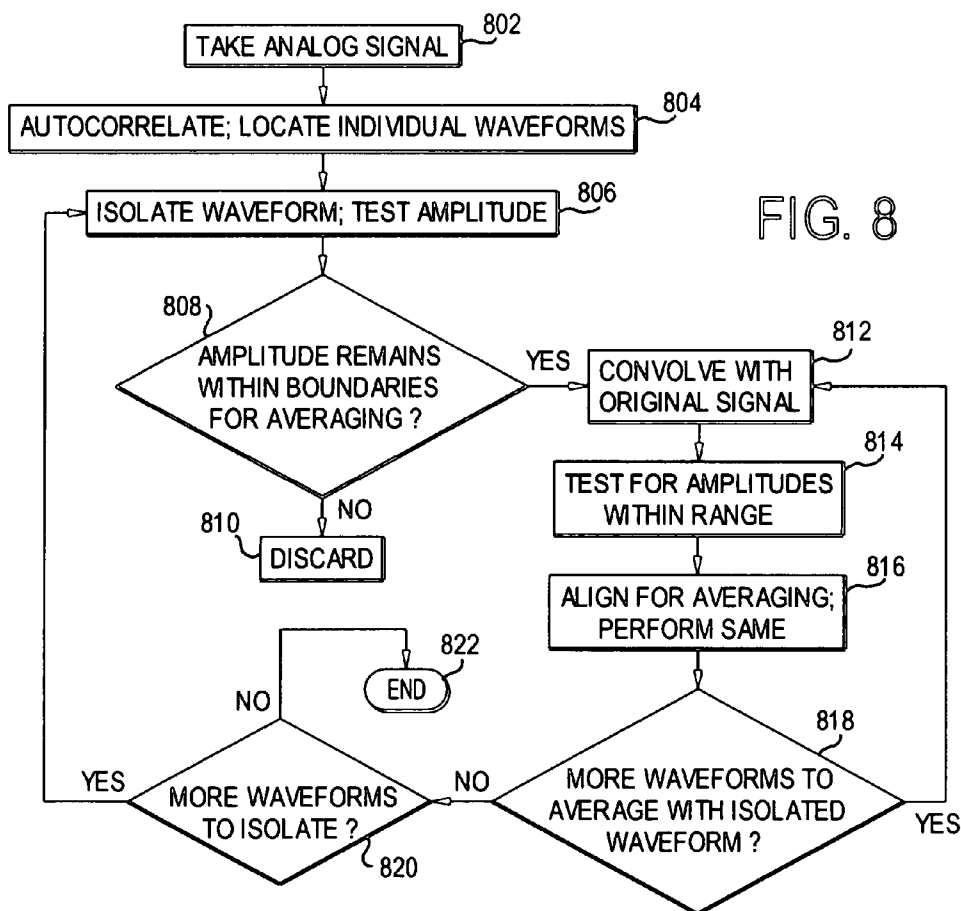 TAKE ANALOG SIGNAL
802
AUTOCORRELATE; LOCATE INDIVIDUAL WAVEFORMS
804
ISOLATE WAVEFORM; TEST AMPLITUDE
806
FIG. 8
808
AMPLITUDE REMAINS
WITHIN BOUNDARIES
FOR AVERAGING ?
YES
NO
810
DISCARD
812
CONVOLVE WITH
ORIGINAL SIGNAL
814
TEST FOR AMPLITUDES
WITHIN RANGE
816
ALIGN FOR AVERAGING;
PERFORM SAME
818
MORE WAVEFORMS TO
AVERAGE WITH ISOLATED
WAVEFORM ?
YES
NO
820
MORE WAVEFORMS
TO ISOLATE ?
YES
NO
822
END